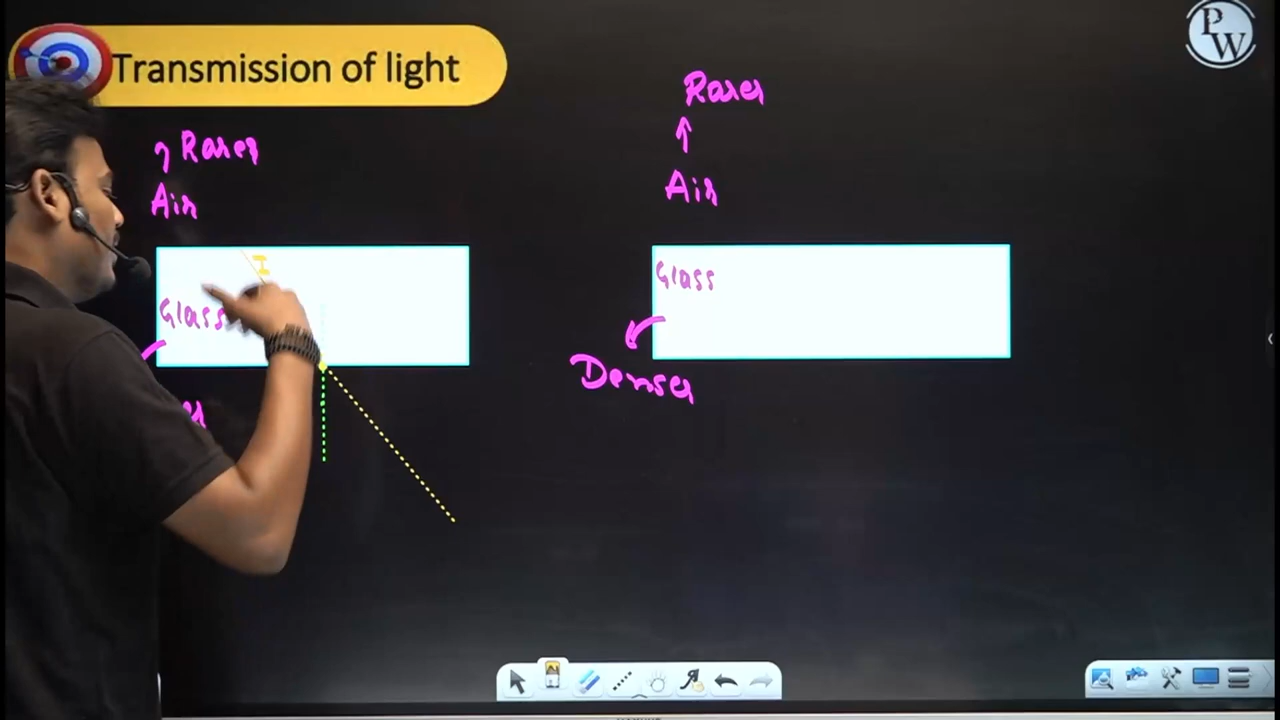 Transmission of light
PW
Rarer
Air
Rarer
Air
I
Glass
Glass
Denser